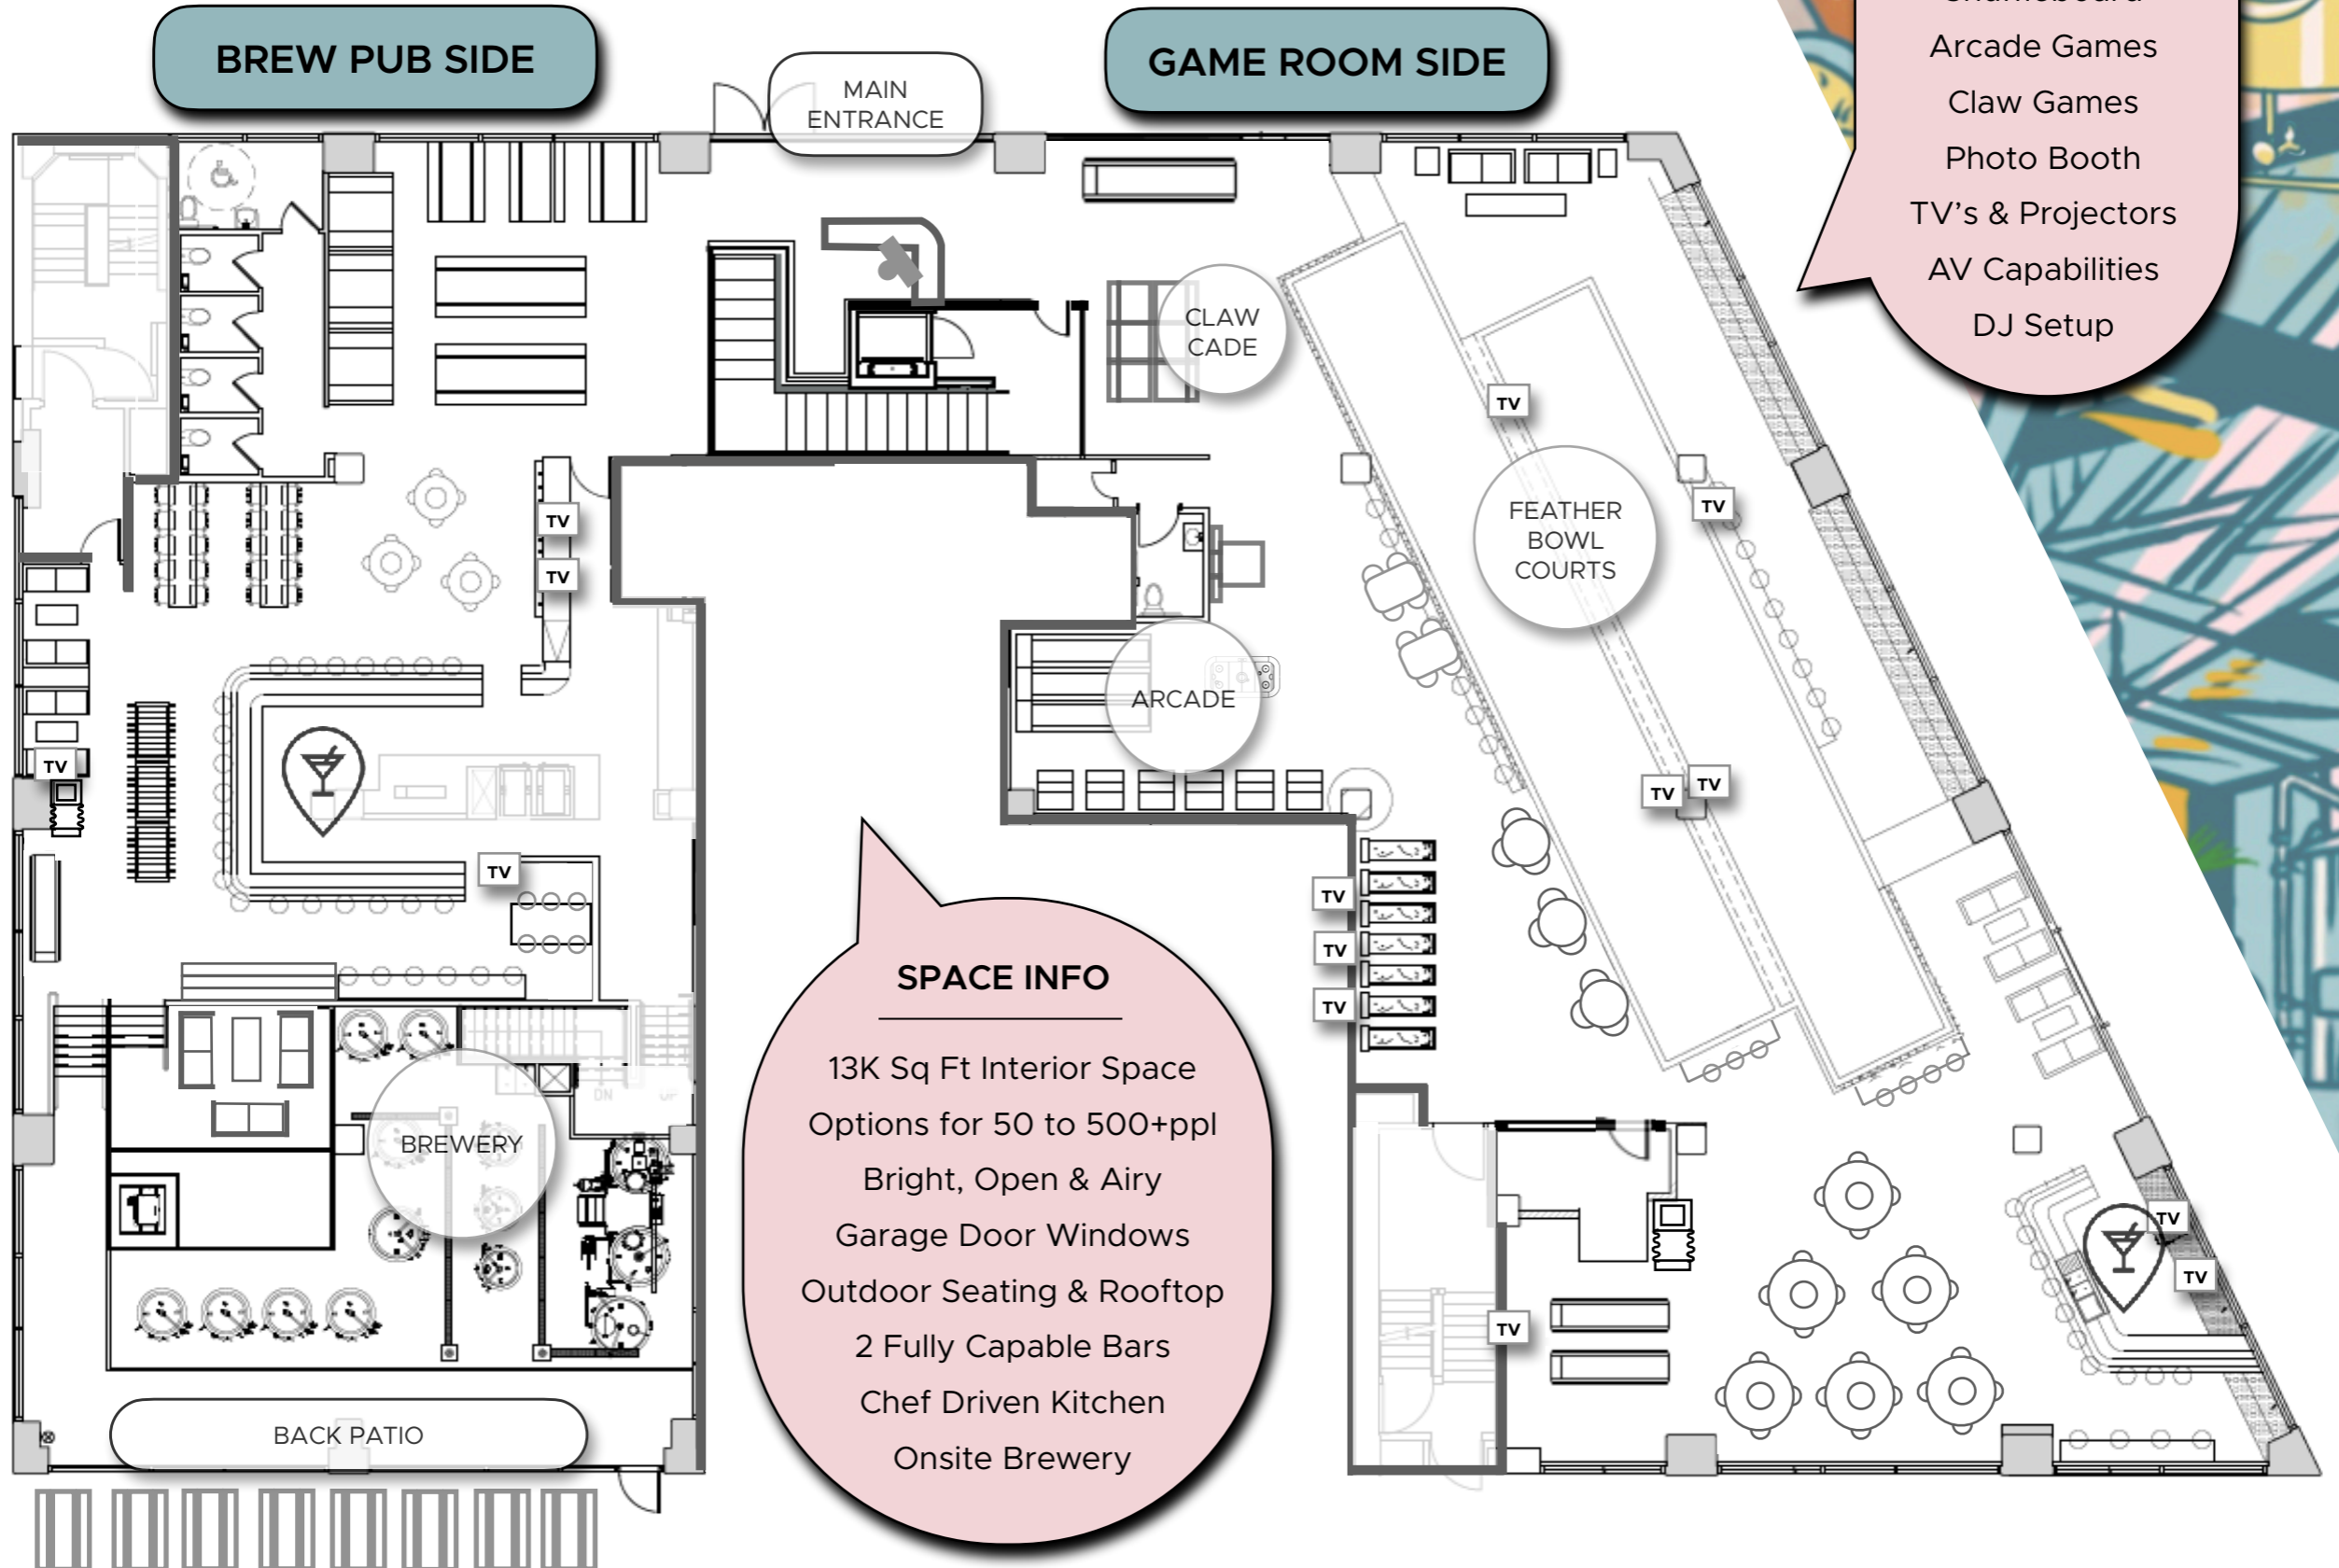 BREW PUB SIDE
MAIN
ENTRANCE
GAME ROOM SIDE
Arcade Games
Claw Games
Photo Booth
TV's & Projectors
AV Capabilities
DJ Setup
CLAW
CADE
TV
TV
FEATHER
BOWL
COURTS
TV
TV
ARCADE
TV
TV
TV
TV
TV
TV
TV
SPACE INFO
13K Sq Ft Interior Space
Options for 50 to 500+ppl
Bright, Open & Airy
Garage Door Windows
Outdoor Seating & Rooftop
2 Fully Capable Bars
Chef Driven Kitchen
Onsite Brewery
DN
UP
BREWERY
TV
TV
TV
BACK PATIO